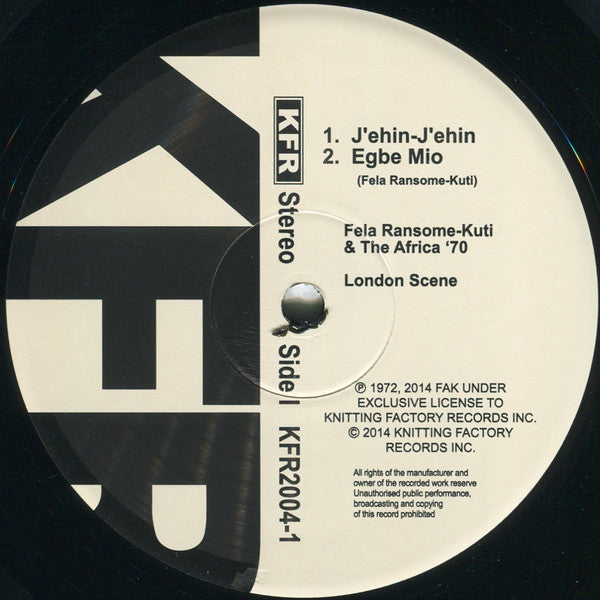 KFR
KFR Stereo Side I KFR2004-1
1. J'ehin-J'ehin
2. Egbe Mio
(Fela Ransome-Kuti)
Fela Ransome-Kuti
& The Africa ‘70
London Scene
℗ 1972, 2014 FAK UNDER
EXCLUSIVE LICENSE TO
KNITTING FACTORY RECORDS INC.
© 2014 KNITTING FACTORY
RECORDS INC.
All rights of the manufacturer and
owner of the recorded work reserve
Unauthorised public performance,
broadcasting and copying
of this record prohibited